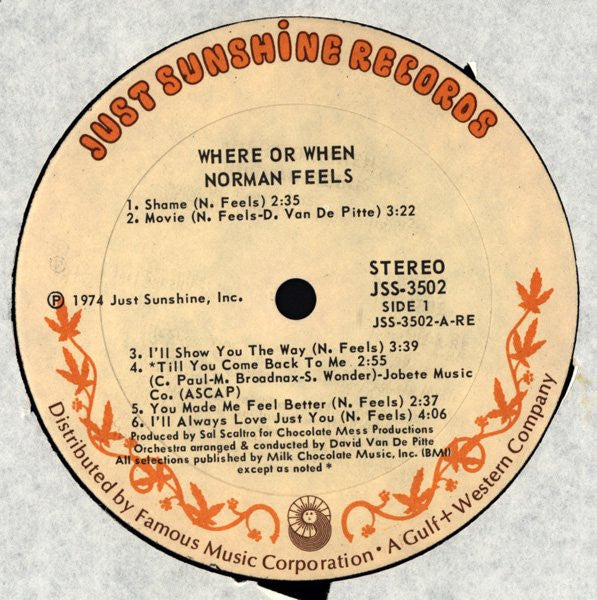 JUST SUNSHINE RECORDS
WHERE OR WHEN
NORMAN FEELS
1. Shame (N. Feels) 2:35
2. Movie (N. Feels-D. Van De Pitte) 3:22
STEREO
JSS-3502
SIDE 1
JSS-3502-A-RE
Ⓟ 1974 Just Sunshine, Inc.
3. I'll Show You The Way (N. Feels) 3:39
4. *Till You Come Back To Me 2:55
(C. Paul-M. Broadnax-S. Wonder)-Jobete Music
Co. (ASCAP)
5. You Made Me Feel Better (N. Feels) 2:37
6. I'll Always Love Just You (N. Feels) 4:06
Produced by Sal Scaltro for Chocolate Mess Productions
Orchestra arranged & conducted by David Van De Pitte
All selections published by Milk Chocolate Music, Inc. (BMI)
except as noted *
Distributed by Famous Music Corporation • A Gulf+Western Company